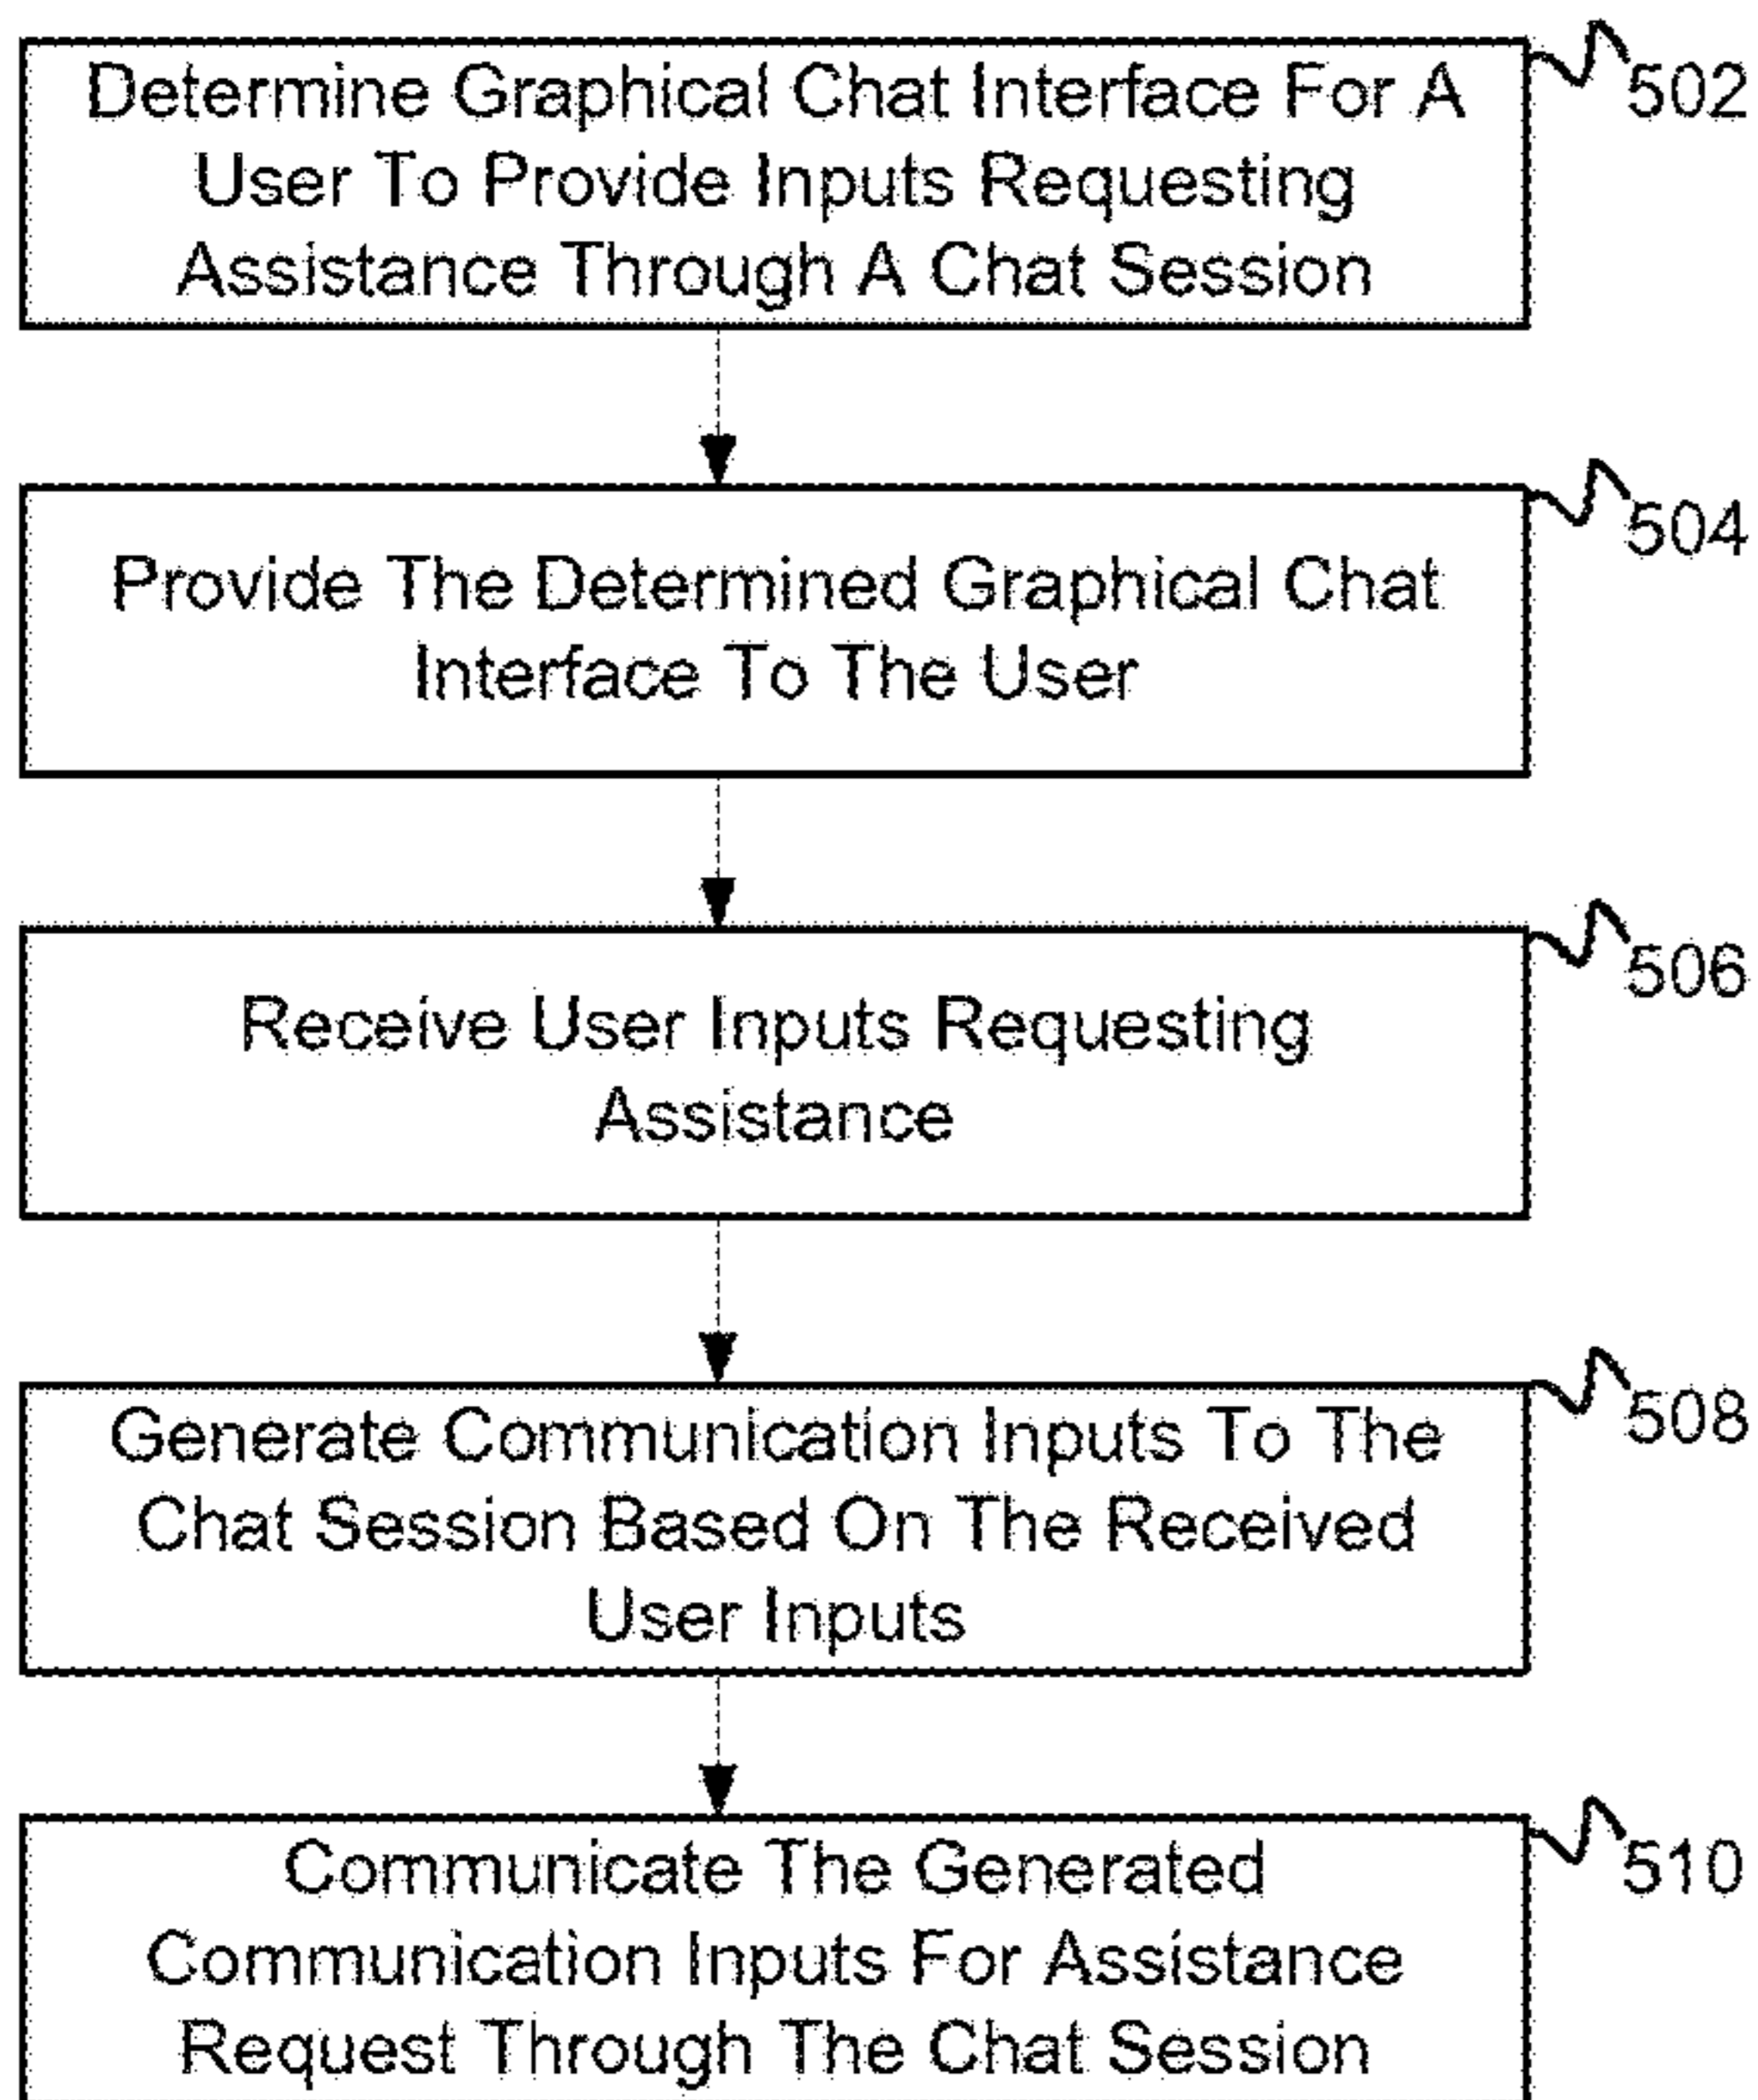 Determine Graphical Chat Interface For A
User To Provide Inputs Requesting
Assistance Through A Chat Session
502
Provide The Determined Graphical Chat
Interface To The User
504
Receive User Inputs Requesting
Assistance
506
Generate Communication Inputs To The
Chat Session Based On The Received
User Inputs
508
Communicate The Generated
Communication Inputs For Assistance
Request Through The Chat Session
510